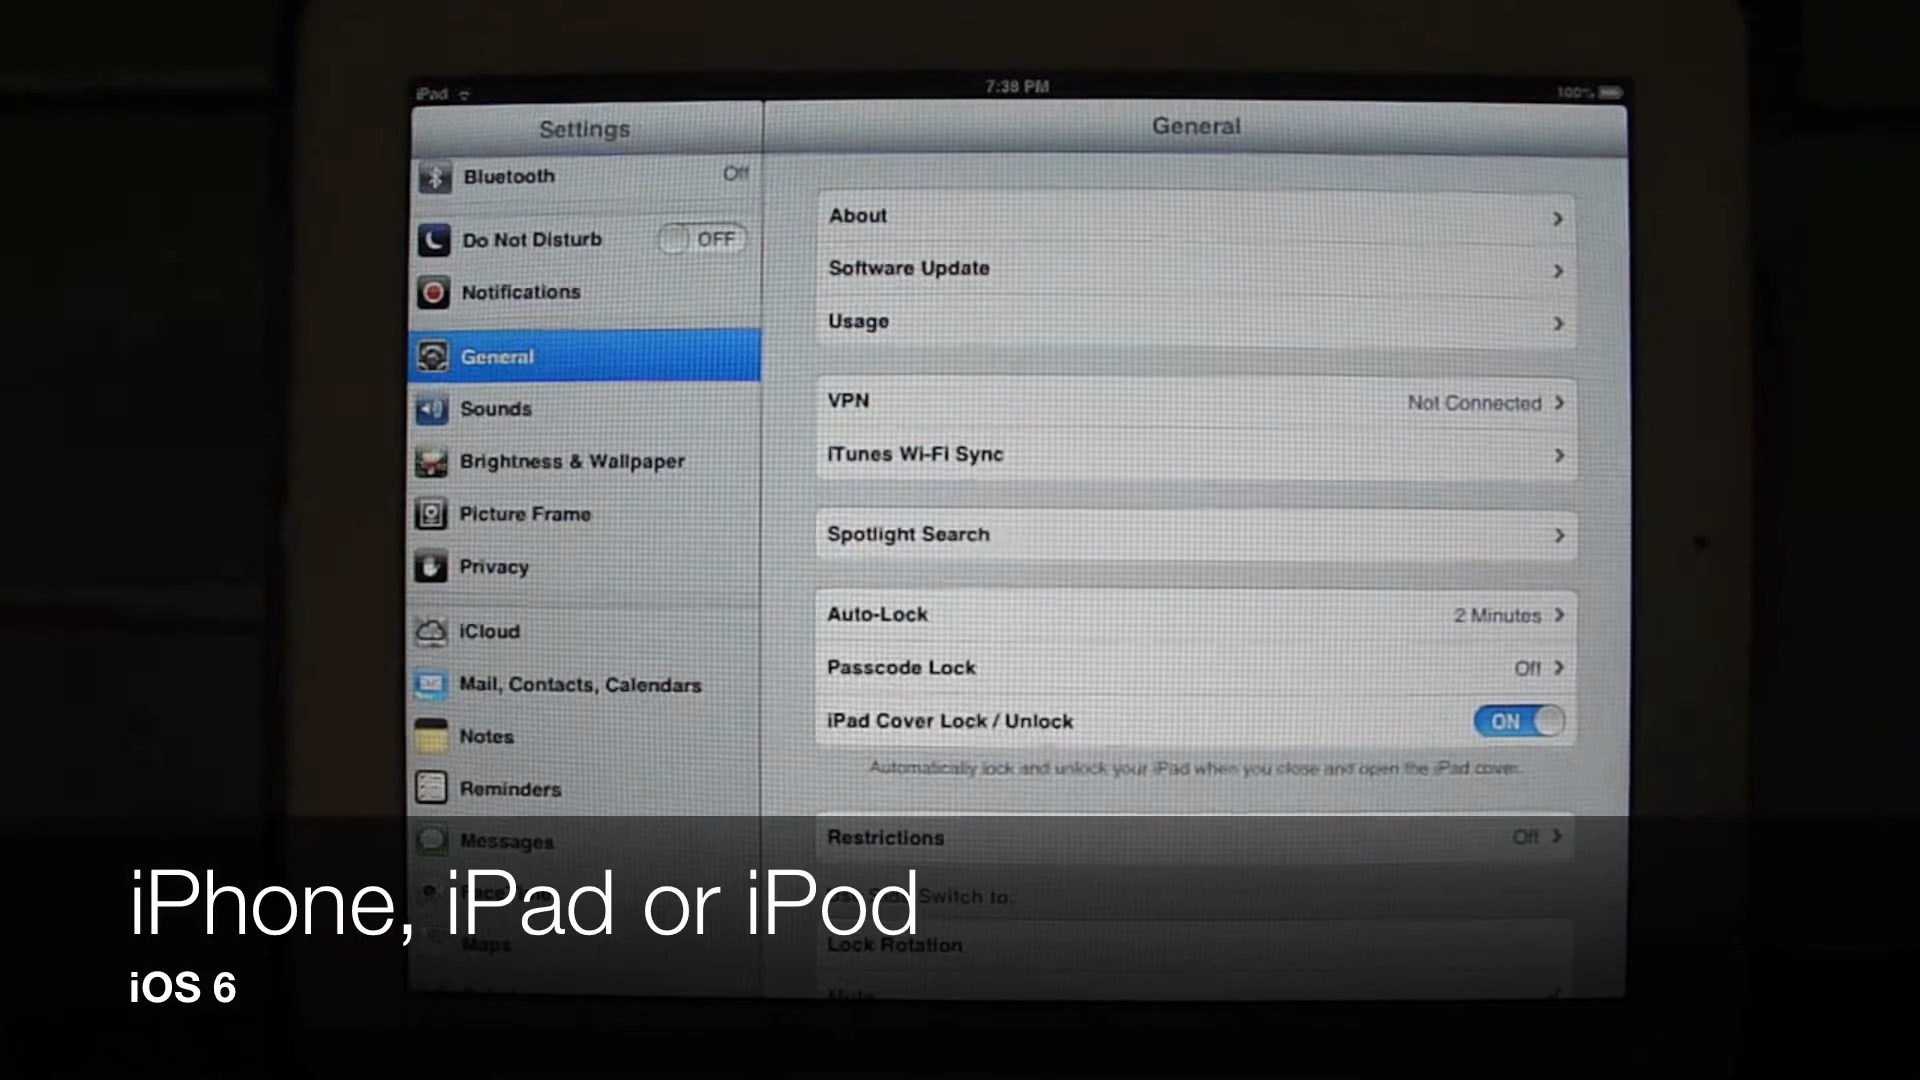 iPad
7:38 PM
100%
Settings
General
Bluetooth
Off
Do Not Disturb
OFF
Notifications
General
Sounds
Brightness & Wallpaper
Picture Frame
Privacy
iCloud
Mail, Contacts, Calendars
Notes
Reminders
Messages
Maps
About
Software Update
Usage
VPN
Not Connected
iTunes Wi-Fi Sync
Spotlight Search
Auto-Lock
2 Minutes
Passcode Lock
Off
iPad Cover Lock / Unlock
ON
Automatically lock and unlock your iPad when you close and open the iPad cover.
Restrictions
Off
Switch to:
Lock Rotation
Mute
iPhone, iPad or iPod
iOS 6